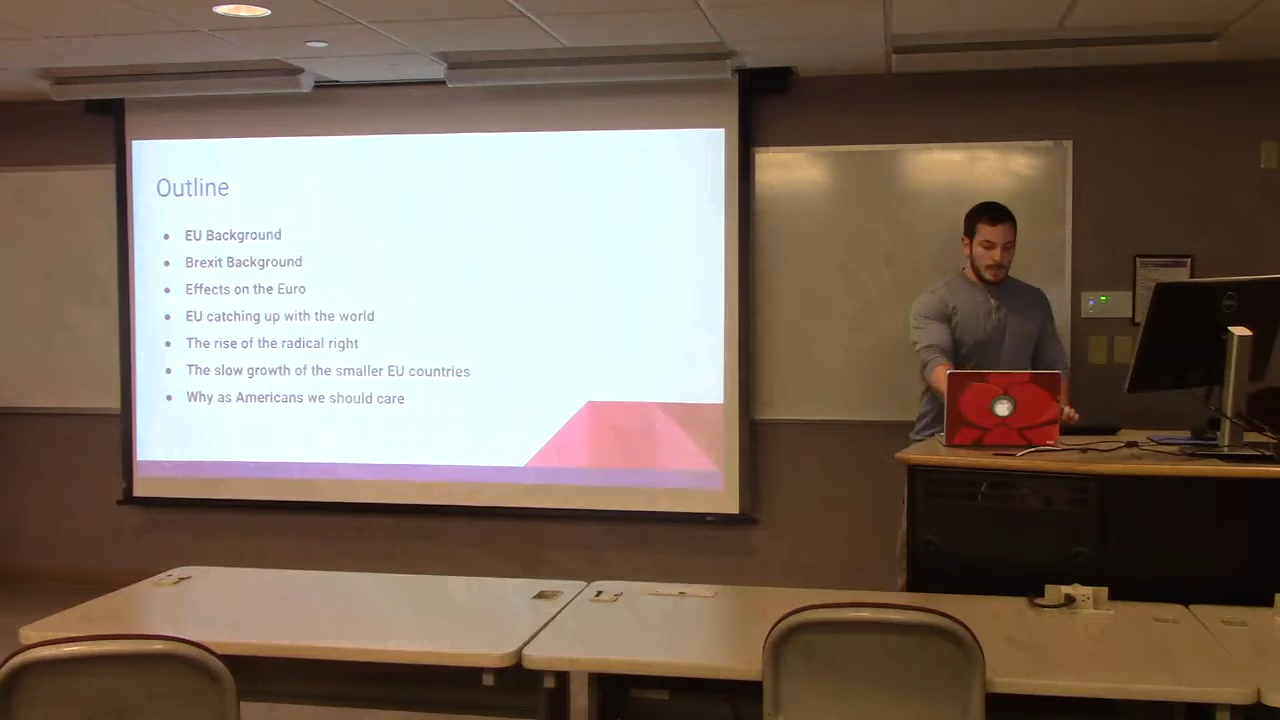 Outline
EU Background
Brexit Background
Effects on the Euro
EU catching up with the world
The rise of the radical right
The slow growth of the smaller EU countries
Why as Americans we should care